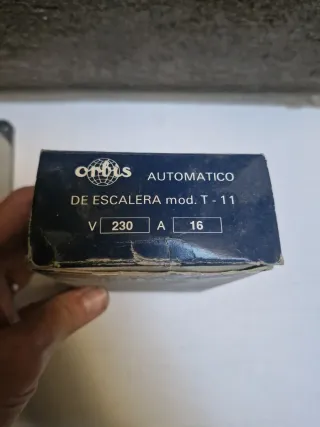 orbis AUTOMATICO
DE ESCALERA mod. T - 11
V 230 A 16